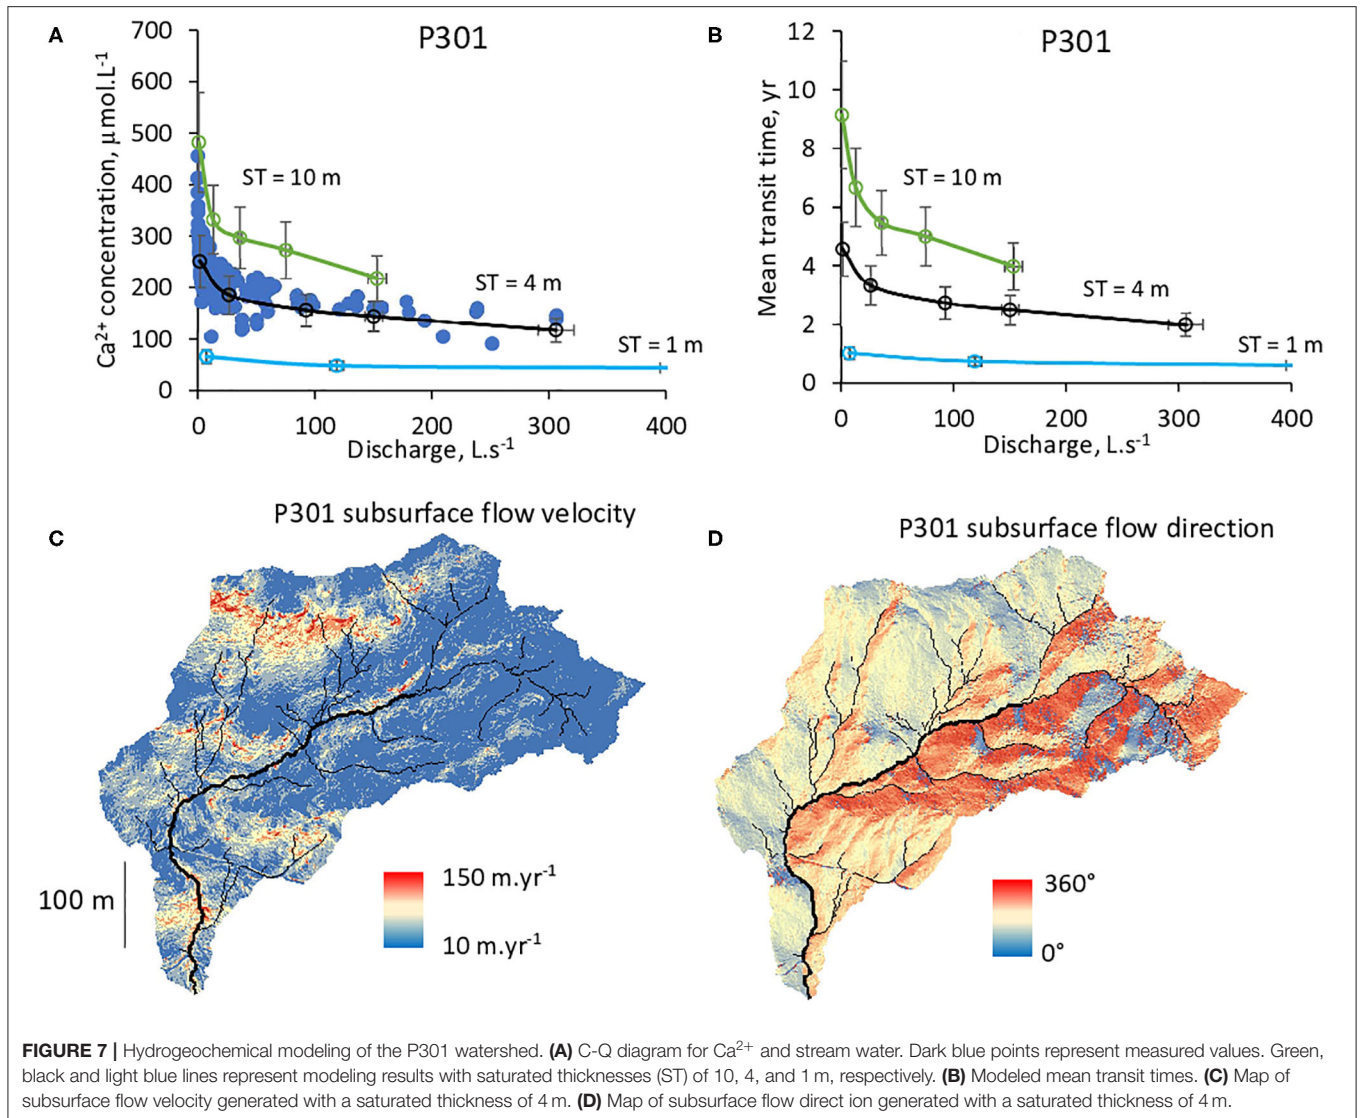 A
P301
700
600
500
400
300
200
100
0
Ca²⁺ concentration, µmol.L⁻¹
ST = 10 m
ST = 4 m
ST = 1 m
0 100 200 300 400
Discharge, L.s⁻¹
B
P301
12
10
8
6
4
2
0
Mean transit time, yr
ST = 10 m
ST = 4 m
ST = 1 m
0 100 200 300 400
Discharge, L.s⁻¹
C
P301 subsurface flow velocity
100 m
150 m.yr⁻¹
10 m.yr⁻¹
D
P301 subsurface flow direction
360°
0°
FIGURE 7 | Hydrogeochemical modeling of the P301 watershed. (A) C-Q diagram for Ca²⁺ and stream water. Dark blue points represent measured values. Green,
black and light blue lines represent modeling results with saturated thicknesses (ST) of 10, 4, and 1 m, respectively. (B) Modeled mean transit times. (C) Map of
subsurface flow velocity generated with a saturated thickness of 4 m. (D) Map of subsurface flow direct ion generated with a saturated thickness of 4 m.